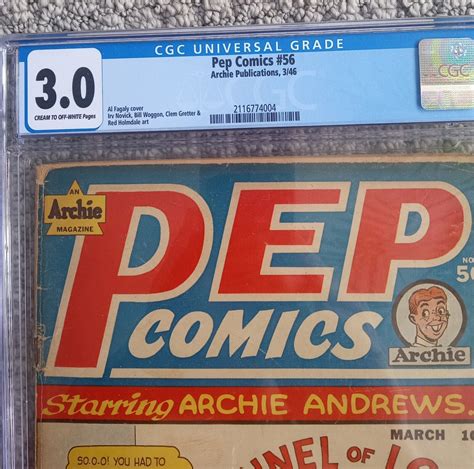 CGC UNIVERSAL GRADE
3.0
CREAM TO OFF-WHITE Pages
Pep Comics #56
Archie Publications, 3/46
Al Fagaly cover
Irv Novick, Bill Woggon, Clem Gretter &
Red Holmdale art
2116774004
CGC
AN
Archie
MAGAZINE
PEP
COMICS
NO
Archie
Starring ARCHIE ANDREWS
MARCH
SO.O.O! YOU HAD TO